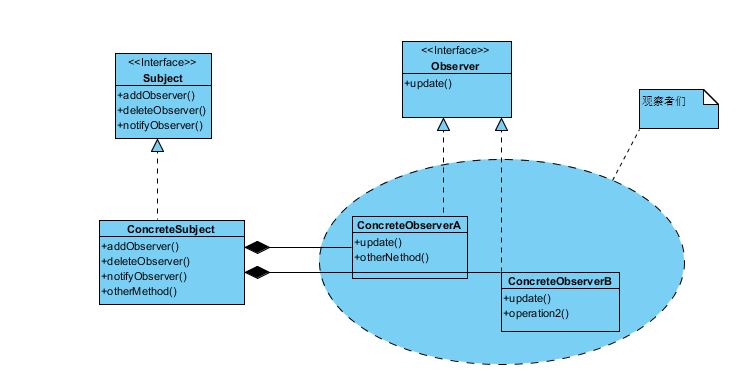 <<Interface>>
Subject
+addObserver()
+deleteObserver()
+notifyObserver()
<<Interface>>
Observer
+update()
观察者们
ConcreteSubject
+addObserver()
+deleteObserver()
+notifyObserver()
+otherMethod()
ConcreteObserverA
+update()
+otherNethod()
ConcreteObserverB
+update()
+operation2()